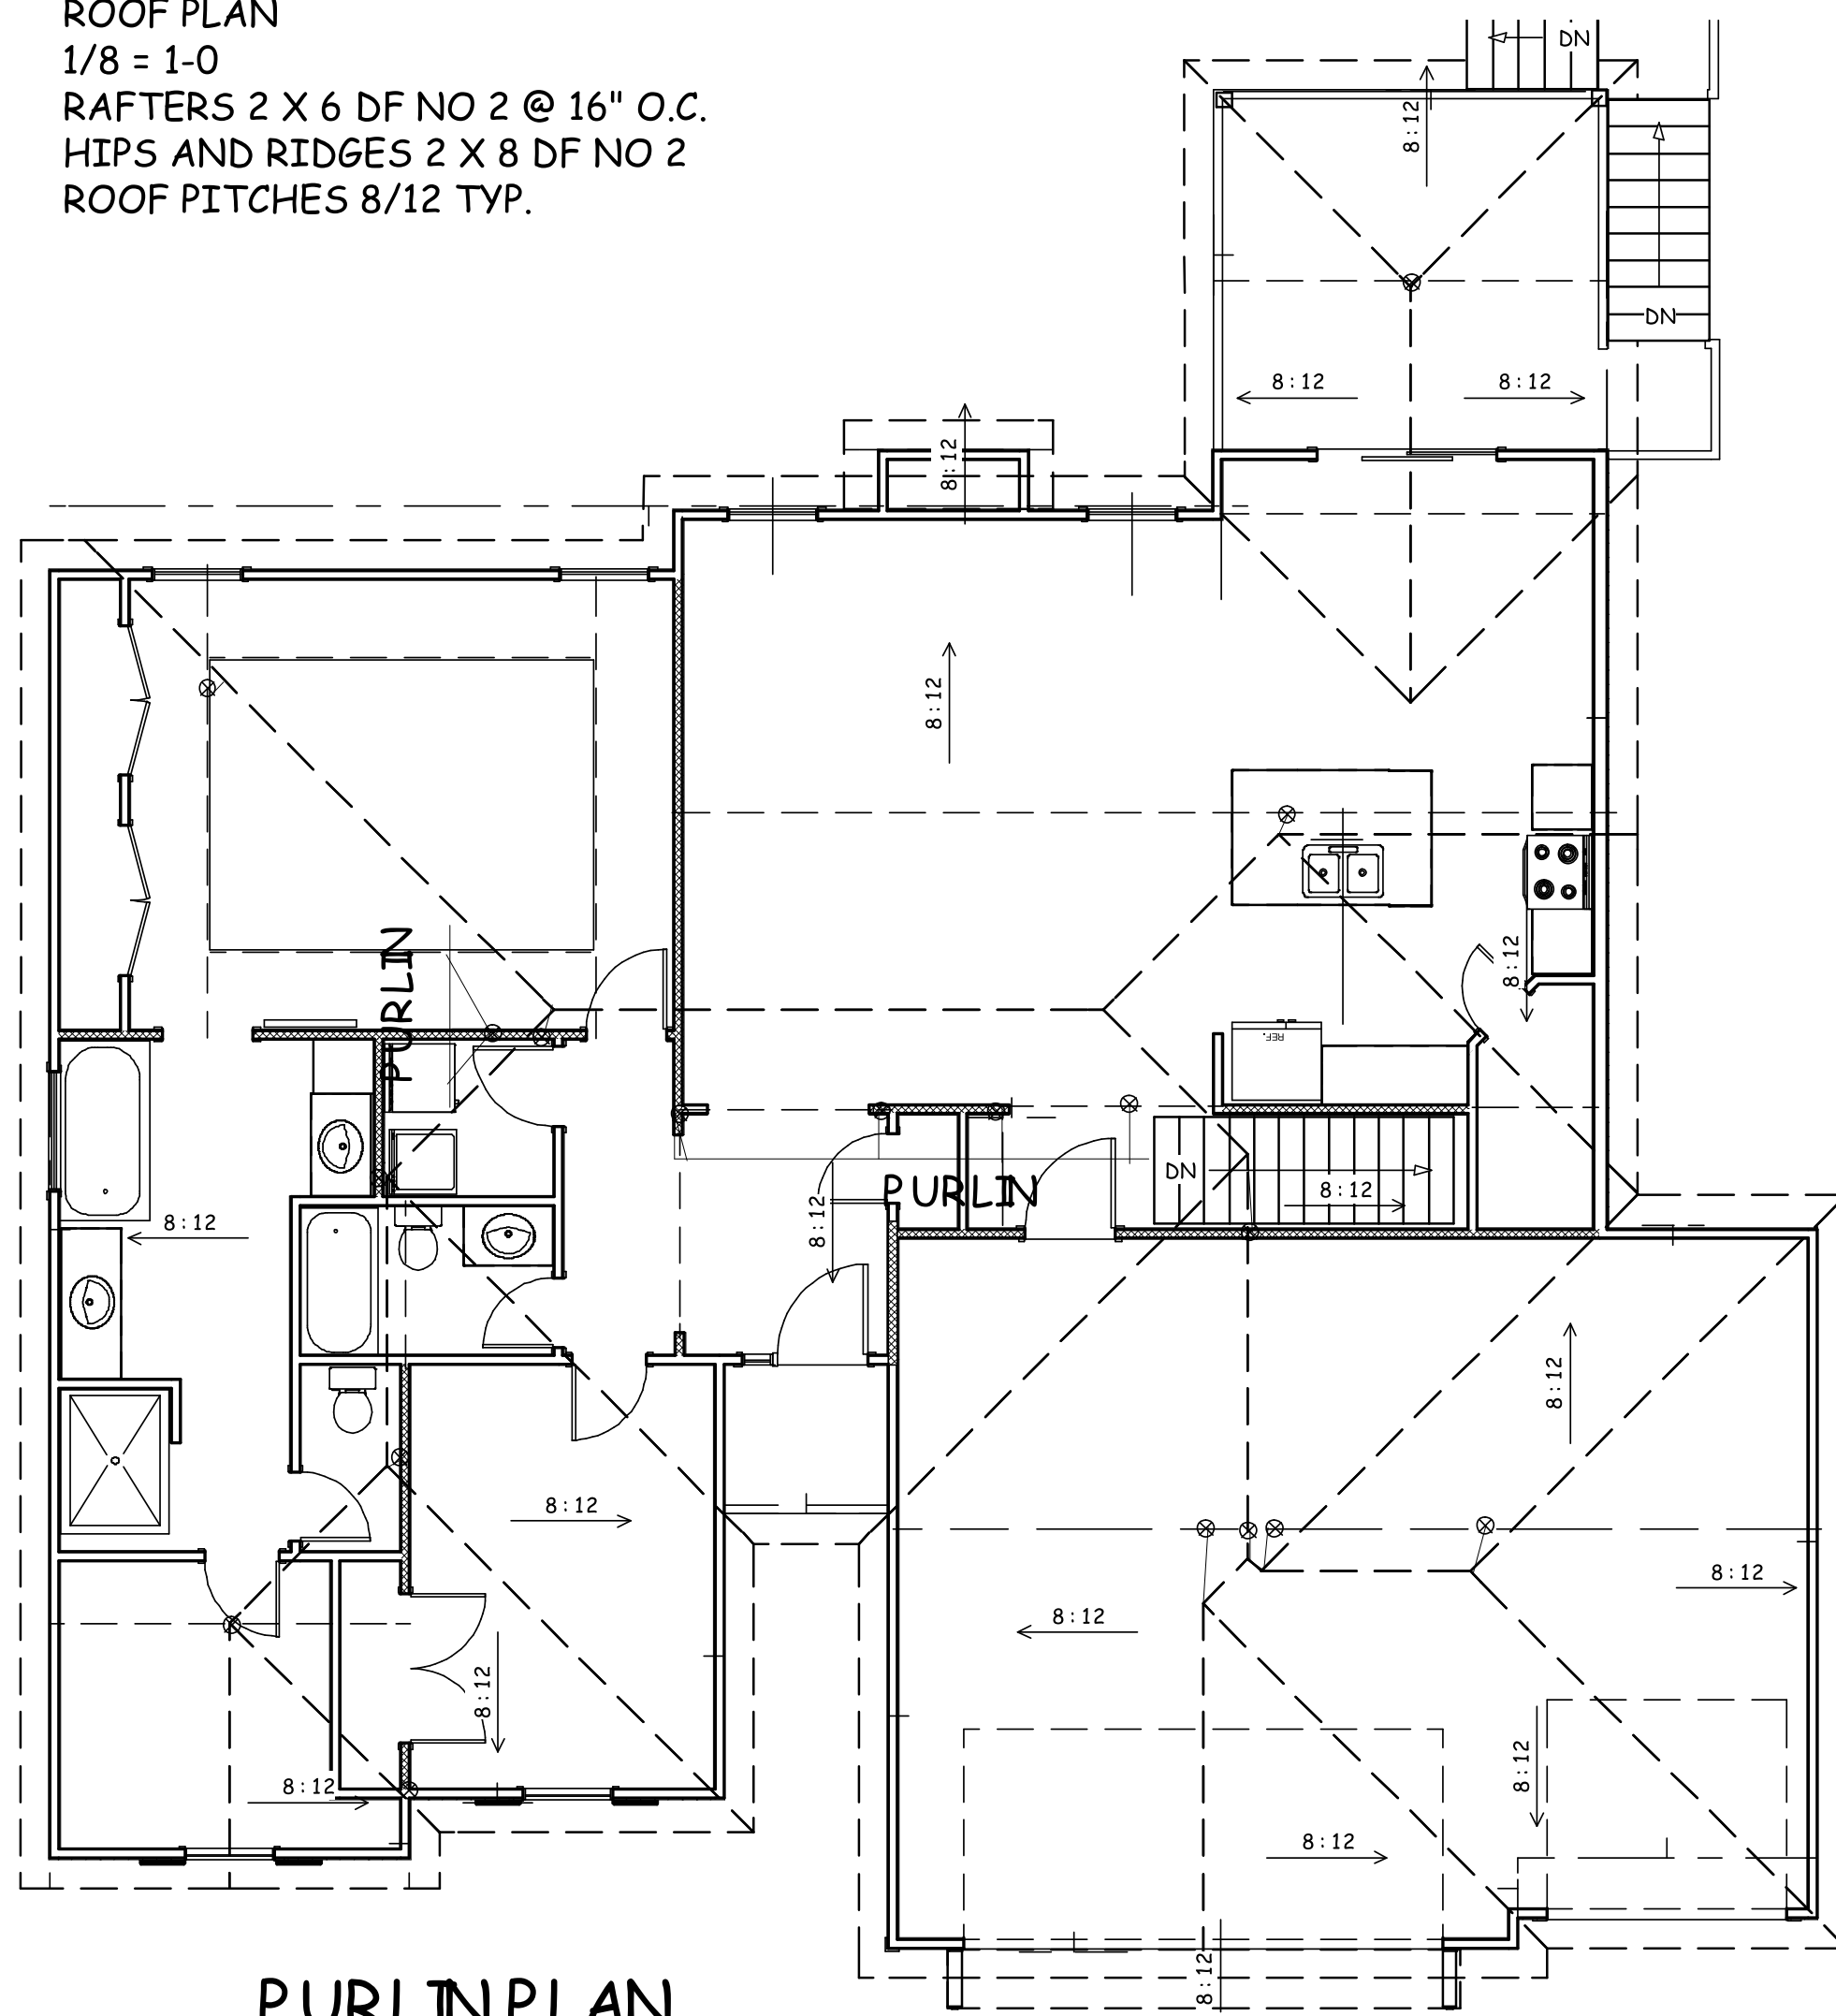 ROOF PLAN
1/8 = 1-0
RAFTERS 2 X 6 DF NO 2 @ 16" O.C.
HIPS AND RIDGES 2 X 8 DF NO 2
ROOF PITCHES 8/12 TYP.
DN
8:12
DN
8:12
8:12
8:12
8:12
PURLIN
8:12
REF.
DN
PURLIN
8:12
8:12
8:12
8:12
8:12
8:12
8:12
8:12
8:12
8:12
8:12
8:12
PURLIN PLAN